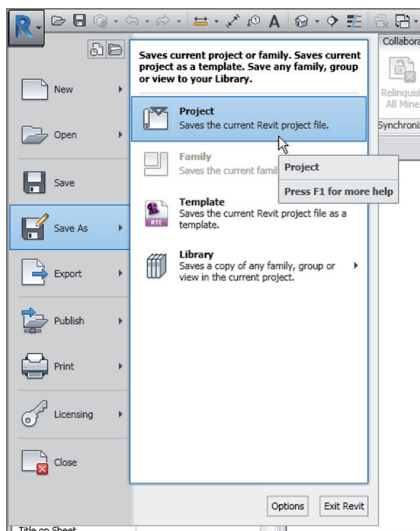 R
A
Collabora
Saves current project or family. Saves current
project as a template. Save any family, group
or view to your Library.
New
Project
Saves the current Revit project file.
Relinquis
All Mine
Synchroni
Open
Family
Saves the current famil
Project
Press F1 for more help
Save
Template
Saves the current Revit project file as a
template.
RTE
Save As
Library
Saves a copy of any family, group or
view in the current project.
Export
Publish
Print
Licensing
Close
Options
Exit Revit
Title on Sheet